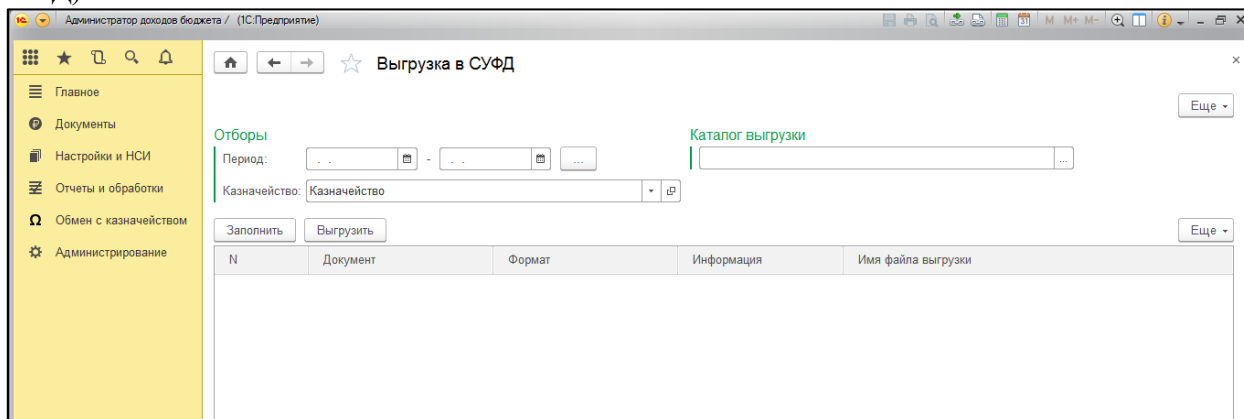 Администратор доходов бюджета / (1С:Предприятие)
M M+ M-
Выгрузка в СУФД
Главное
Документы
Настройки и НСИ
Отчеты и обработки
Обмен с казначейством
Администрирование
Еще
Отборы
Каталог выгрузки
Период: . . - . . ...
...
Казначейство: Казначейство
Заполнить Выгрузить Еще
N Документ Формат Информация Имя файла выгрузки